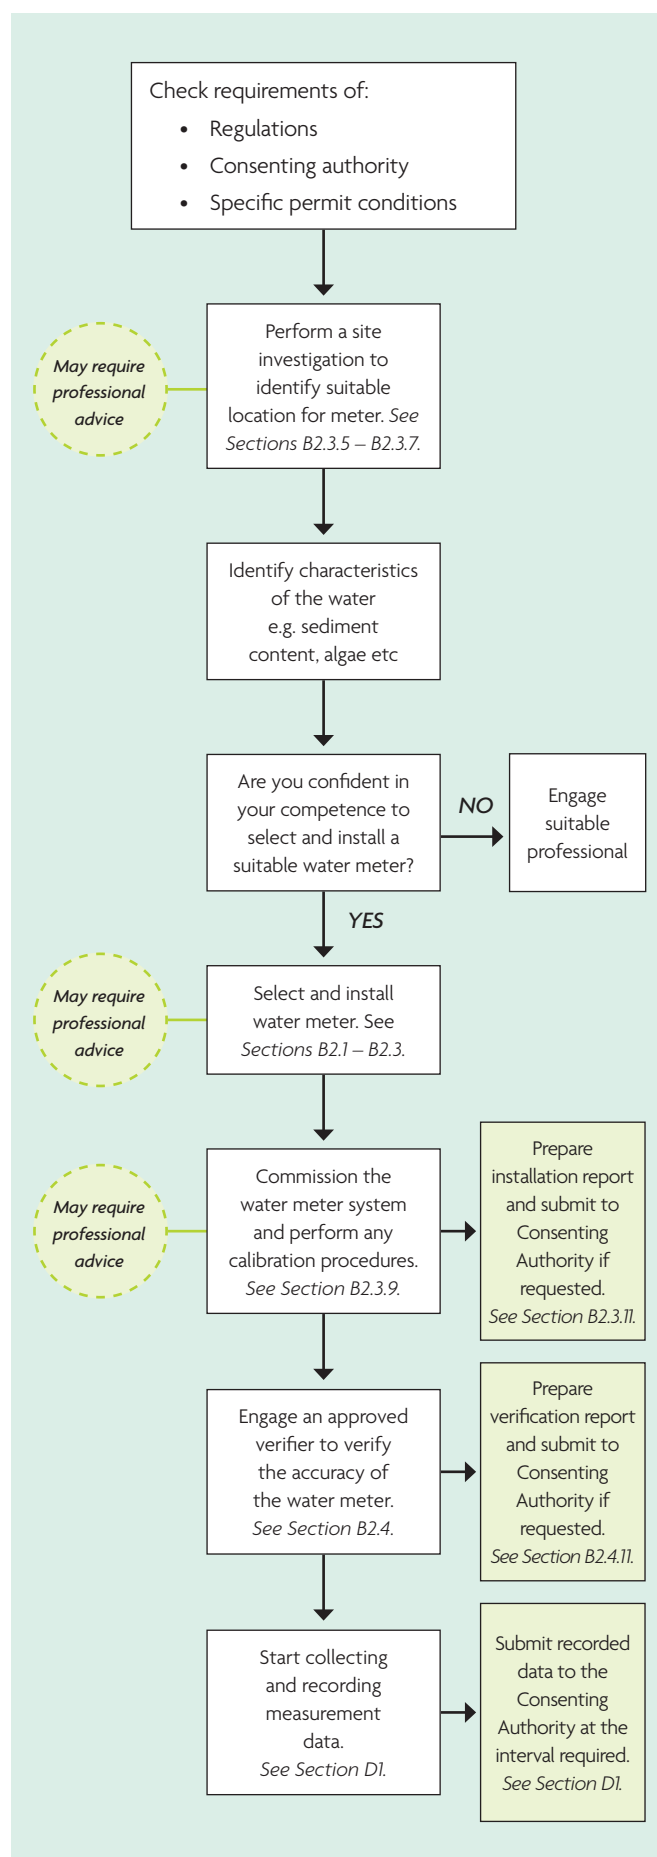 Check requirements of:
• Regulations
• Consenting authority
• Specific permit conditions
May require
professional
advice
Perform a site
investigation to
identify suitable
location for meter. See
Sections B2.3.5 – B2.3.7.
Identify characteristics
of the water
e.g. sediment
content, algae etc
Are you confident in
your competence to
select and install a
suitable water meter?
NO
Engage
suitable
professional
YES
May require
professional
advice
Select and install
water meter. See
Sections B2.1 – B2.3.
May require
professional
advice
Commission the
water meter system
and perform any
calibration procedures.
See Section B2.3.9.
Prepare
installation report
and submit to
Consenting
Authority if
requested.
See Section B2.3.11.
Engage an approved
verifier to verify
the accuracy of
the water meter.
See Section B2.4.
Prepare
verification report
and submit to
Consenting
Authority if
requested.
See Section B2.4.11.
Start collecting
and recording
measurement
data.
See Section D1.
Submit recorded
data to the
Consenting
Authority at the
interval required.
See Section D1.